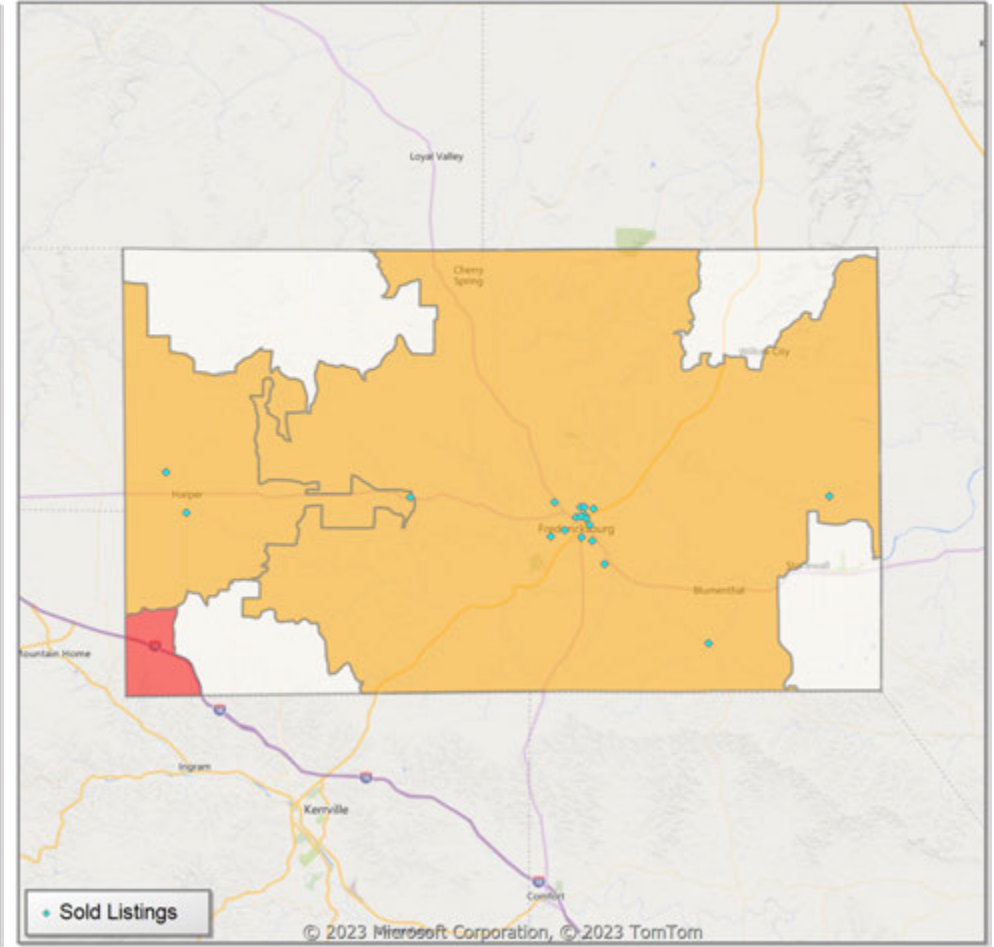 Loyal Valley
Cherry
Spring
City
Harper
Fredericksburg
Stonewall
Blumenthal
Mountain Home
Ingram
Kerrville
Comfort
Sold Listings
© 2023 Microsoft Corporation, © 2023 TomTom